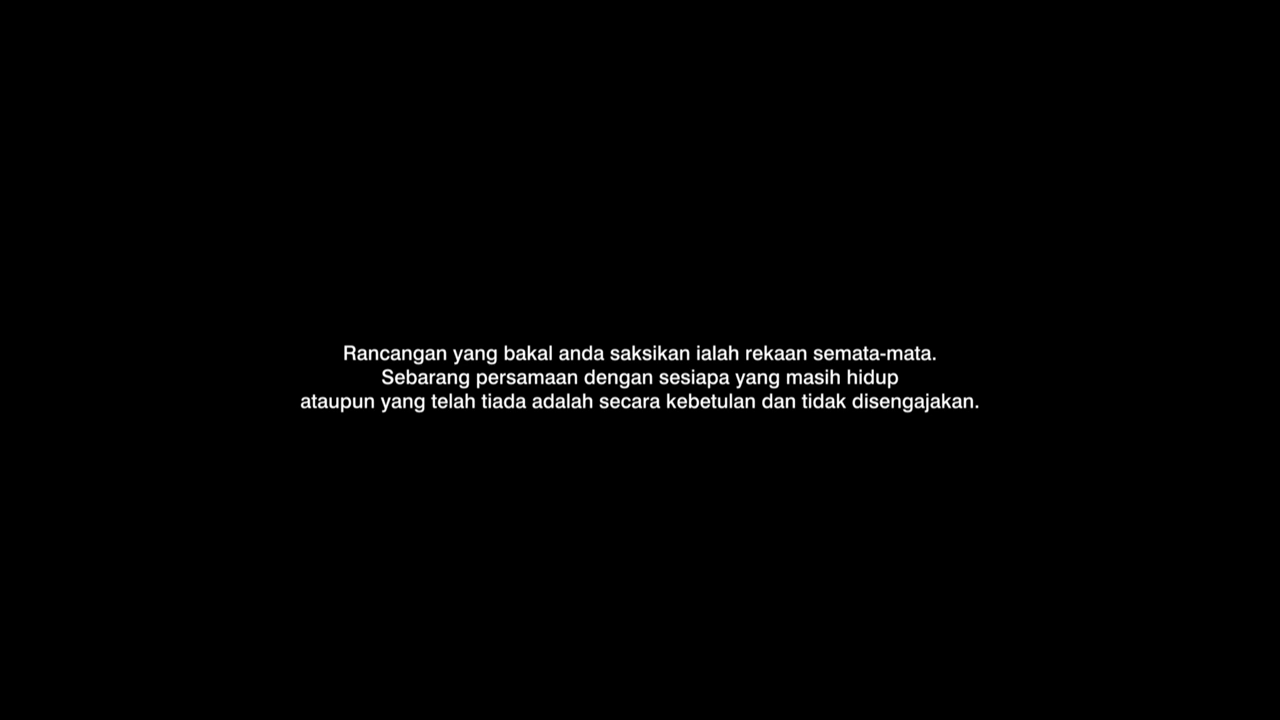 Rancangan yang bakal anda saksikan ialah rekaan semata-mata.
Sebarang persamaan dengan sesiapa yang masih hidup
ataupun yang telah tiada adalah secara kebetulan dan tidak disengajakan.